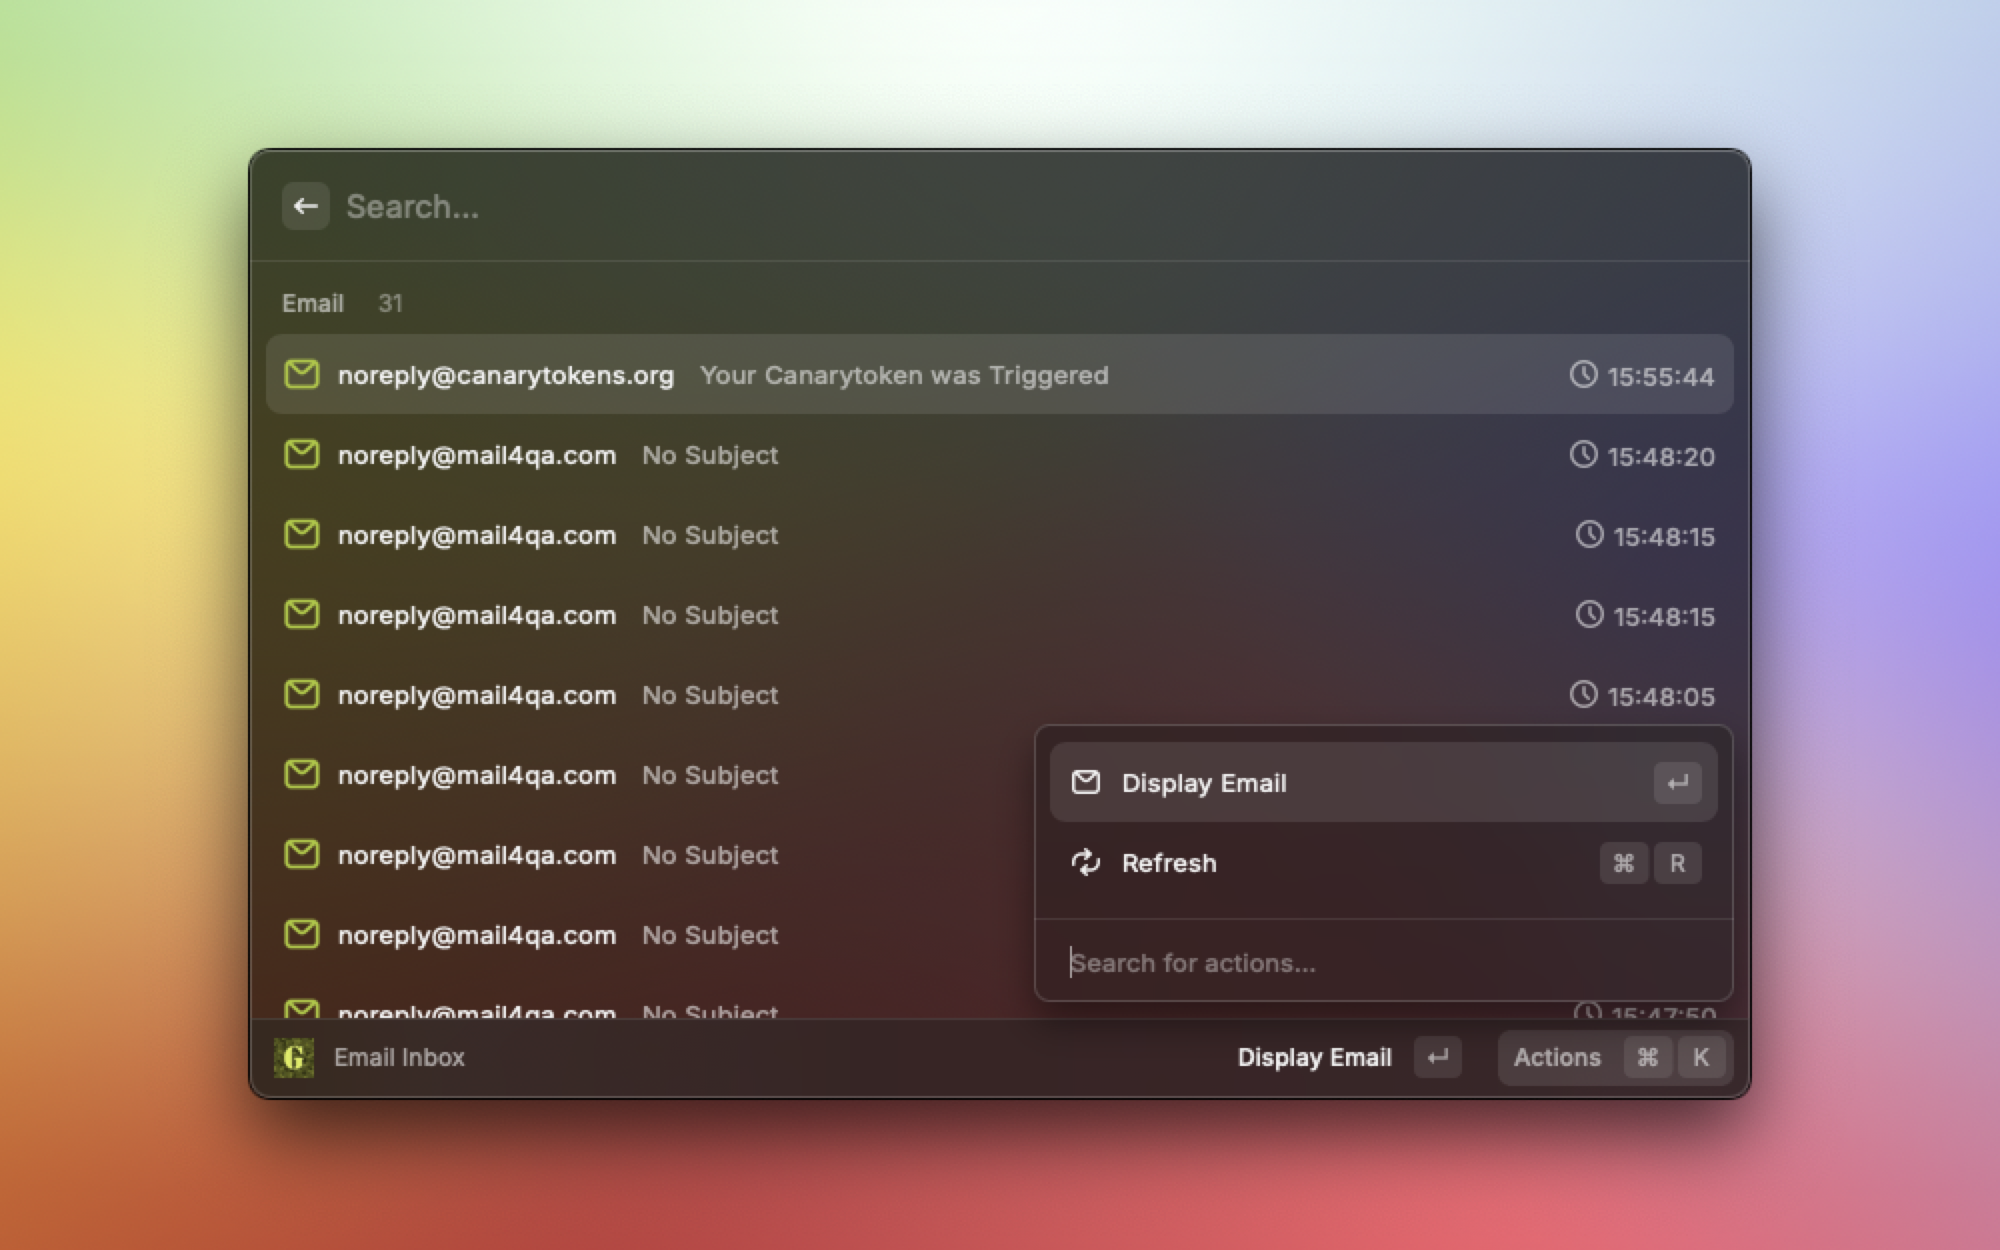 Search...
Email 31
noreply@canarytokens.org Your Canarytoken was Triggered 15:55:44
noreply@mail4qa.com No Subject 15:48:20
noreply@mail4qa.com No Subject 15:48:15
noreply@mail4qa.com No Subject 15:48:15
noreply@mail4qa.com No Subject 15:48:05
noreply@mail4qa.com No Subject
noreply@mail4qa.com No Subject
noreply@mail4qa.com No Subject
noreply@mail4qa.com No Subject 15:47:50
Display Email ↵
Refresh ⌘ R
Search for actions...
G Email Inbox Display Email ↵ Actions ⌘ K